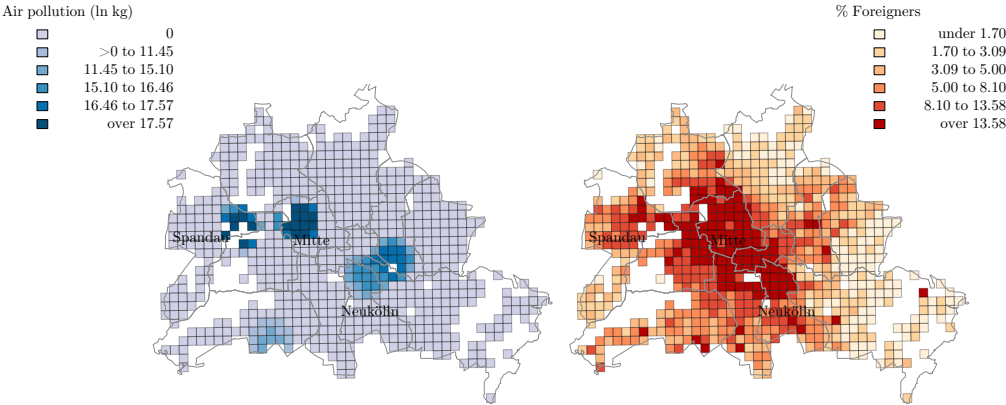 Air pollution (ln kg)
0
>0 to 11.45
11.45 to 15.10
15.10 to 16.46
16.46 to 17.57
over 17.57
Spandau
Mitte
Neukölln
% Foreigners
under 1.70
1.70 to 3.09
3.09 to 5.00
5.00 to 8.10
8.10 to 13.58
over 13.58
Spandau
Mitte
Neukölln